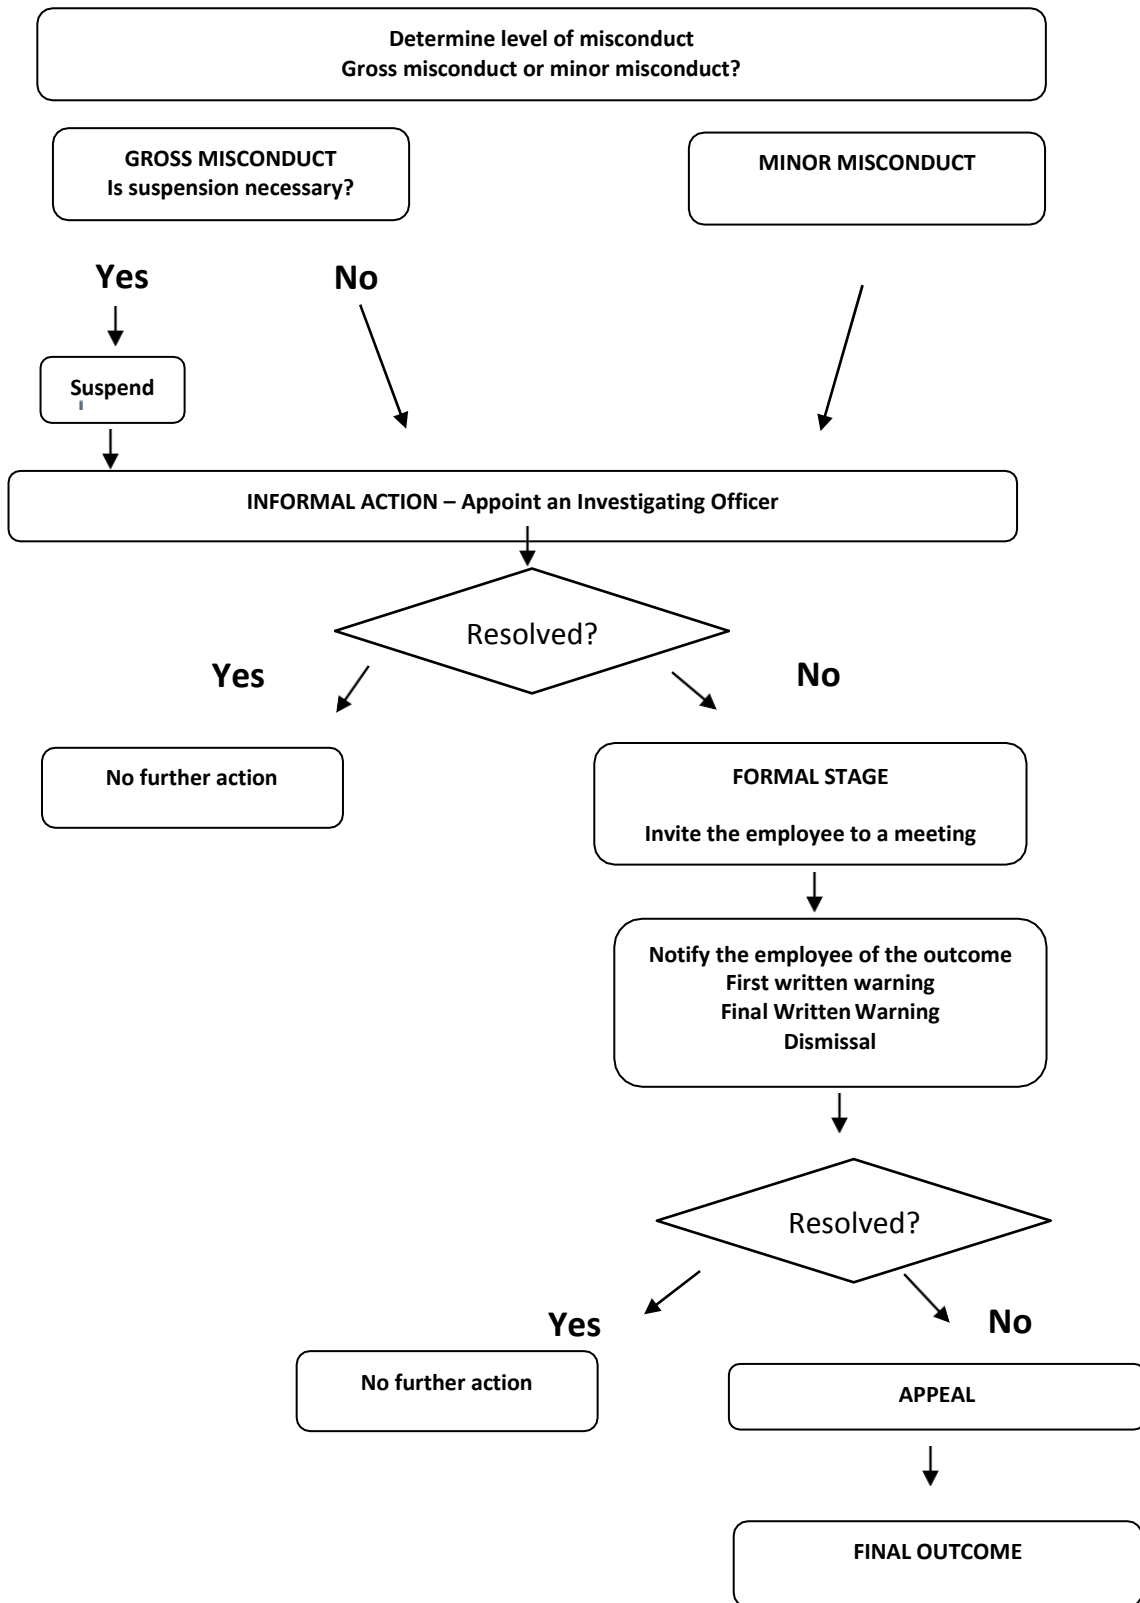 Determine level of misconduct
Gross misconduct or minor misconduct?
GROSS MISCONDUCT
Is suspension necessary?
MINOR MISCONDUCT
Yes
No
Suspend
INFORMAL ACTION – Appoint an Investigating Officer
Resolved?
Yes
No
No further action
FORMAL STAGE
Invite the employee to a meeting
Notify the employee of the outcome
First written warning
Final Written Warning
Dismissal
Resolved?
Yes
No
No further action
APPEAL
FINAL OUTCOME